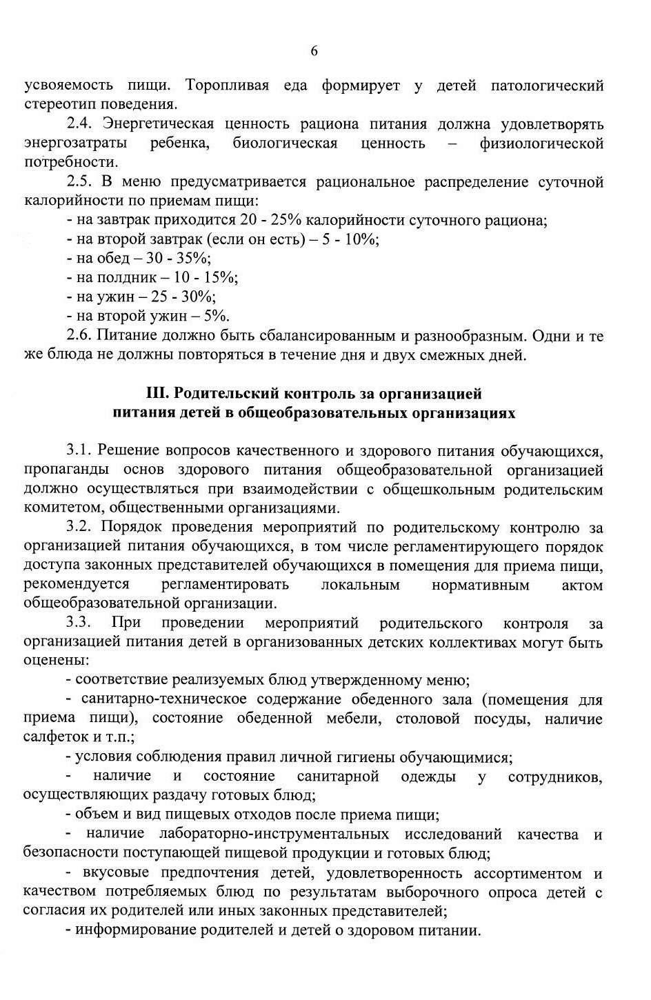 6
усвояемость пищи. Торопливая еда формирует у детей патологический
стереотип поведения.
2.4. Энергетическая ценность рациона питания должна удовлетворять
энергозатраты ребенка, биологическая ценность – физиологической
потребности.
2.5. В меню предусматривается рациональное распределение суточной
калорийности по приемам пищи:
- на завтрак приходится 20 - 25% калорийности суточного рациона;
- на второй завтрак (если он есть) – 5 - 10%;
- на обед – 30 - 35%;
- на полдник – 10 - 15%;
- на ужин – 25 - 30%;
- на второй ужин – 5%.
2.6. Питание должно быть сбалансированным и разнообразным. Одни и те
же блюда не должны повторяться в течение дня и двух смежных дней.
III. Родительский контроль за организацией
питания детей в общеобразовательных организациях
3.1. Решение вопросов качественного и здорового питания обучающихся,
пропаганды основ здорового питания общеобразовательной организацией
должно осуществляться при взаимодействии с общешкольным родительским
комитетом, общественными организациями.
3.2. Порядок проведения мероприятий по родительскому контролю за
организацией питания обучающихся, в том числе регламентирующего порядок
доступа законных представителей обучающихся в помещения для приема пищи,
рекомендуется регламентировать локальным нормативным актом
общеобразовательной организации.
3.3. При проведении мероприятий родительского контроля за
организацией питания детей в организованных детских коллективах могут быть
оценены:
- соответствие реализуемых блюд утвержденному меню;
- санитарно-техническое содержание обеденного зала (помещения для
приема пищи), состояние обеденной мебели, столовой посуды, наличие
салфеток и т.п.;
- условия соблюдения правил личной гигиены обучающимися;
- наличие и состояние санитарной одежды у сотрудников,
осуществляющих раздачу готовых блюд;
- объем и вид пищевых отходов после приема пищи;
- наличие лабораторно-инструментальных исследований качества и
безопасности поступающей пищевой продукции и готовых блюд;
- вкусовые предпочтения детей, удовлетворенность ассортиментом и
качеством потребляемых блюд по результатам выборочного опроса детей с
согласия их родителей или иных законных представителей;
- информирование родителей и детей о здоровом питании.